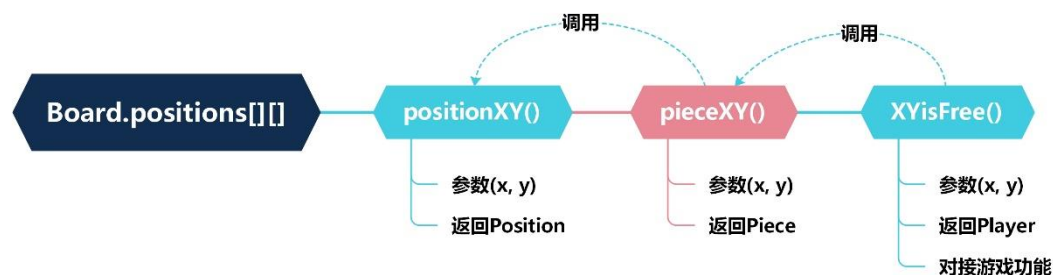 调用
调用
Board.positions[][]
positionXY()
pieceXY()
XYisFree()
参数(x, y)
参数(x, y)
参数(x, y)
返回Position
返回Piece
返回Player
对接游戏功能